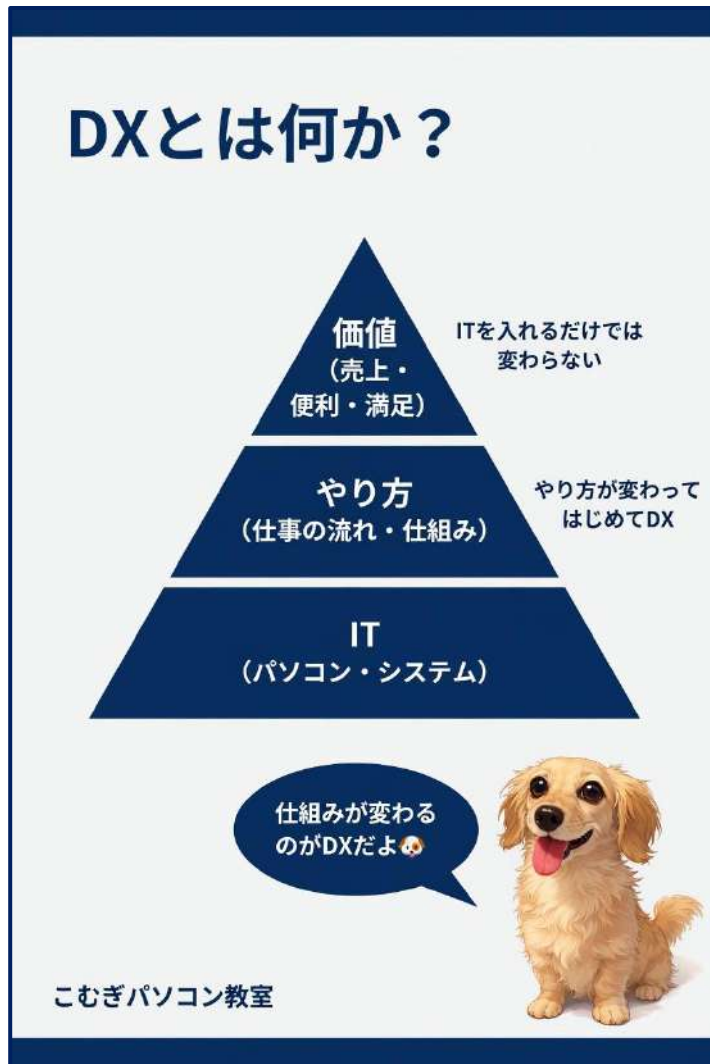 DXとは何か？
価値
（売上・
便利・満足）
ITを入れるだけでは
変わらない
やり方
（仕事の流れ・仕組み）
やり方が変わって
はじめてDX
IT
（パソコン・システム）
仕組みが変わる
のがDXだよ🐶
こむぎパソコン教室